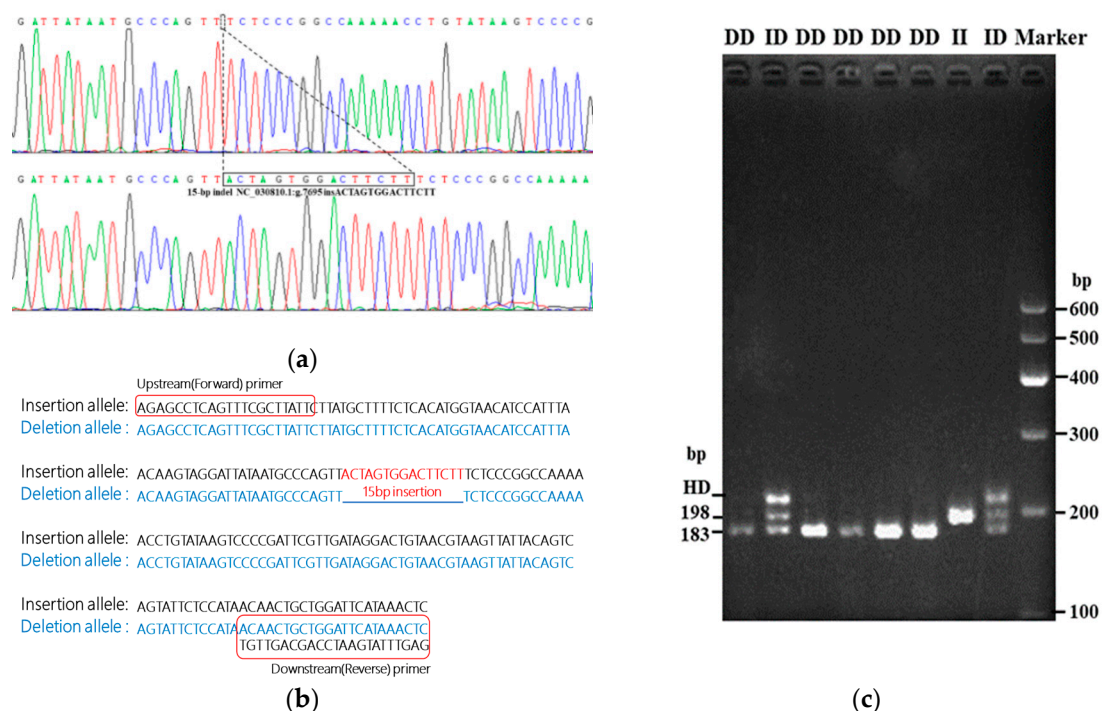 GATTATAATGCCCAGTTTCTCCCGGCCAAAAACCTGTATAAGTCCCCG
GATTATAATGCCCAGTTACTAGTGGACTTCTTTCTCCCGGCCAAAAA
15-bp indel NC_030810.1:g.7695insACTAGTGGACTTCTT
(a)
Upstream(Forward) primer
Insertion allele: AGAGCCTCAGTTTCGCTTATTCTTATGCTTTTCTCACATGGTAACATCCATTTA
Deletion allele : AGAGCCTCAGTTTCGCTTATTCTTATGCTTTTCTCACATGGTAACATCCATTTA
Insertion allele: ACAAGTAGGATTATAATGCCCAGTTACTAGTGGACTTCTTTCTCCCGGCCAAAA
Deletion allele : ACAAGTAGGATTATAATGCCCAGTT TCTCCCGGCCAAAA
15bp insertion
Insertion allele: ACCTGTATAAGTCCCCGATTCGTTGATAGGACTGTAACGTAAGTTATTACAGTC
Deletion allele : ACCTGTATAAGTCCCCGATTCGTTGATAGGACTGTAACGTAAGTTATTACAGTC
Insertion allele: AGTATTCTCCATAACAACTGCTGGATTCATAAACTC
Deletion allele : AGTATTCTCCATAACAACTGCTGGATTCATAAACTC
TGTTGACGACCTAAGTATTTGAG
Downstream(Reverse) primer
(b)
DD ID DD DD DD DD II ID Marker
bp
600
500
400
300
200
100
bp
HD
198
183
(c)